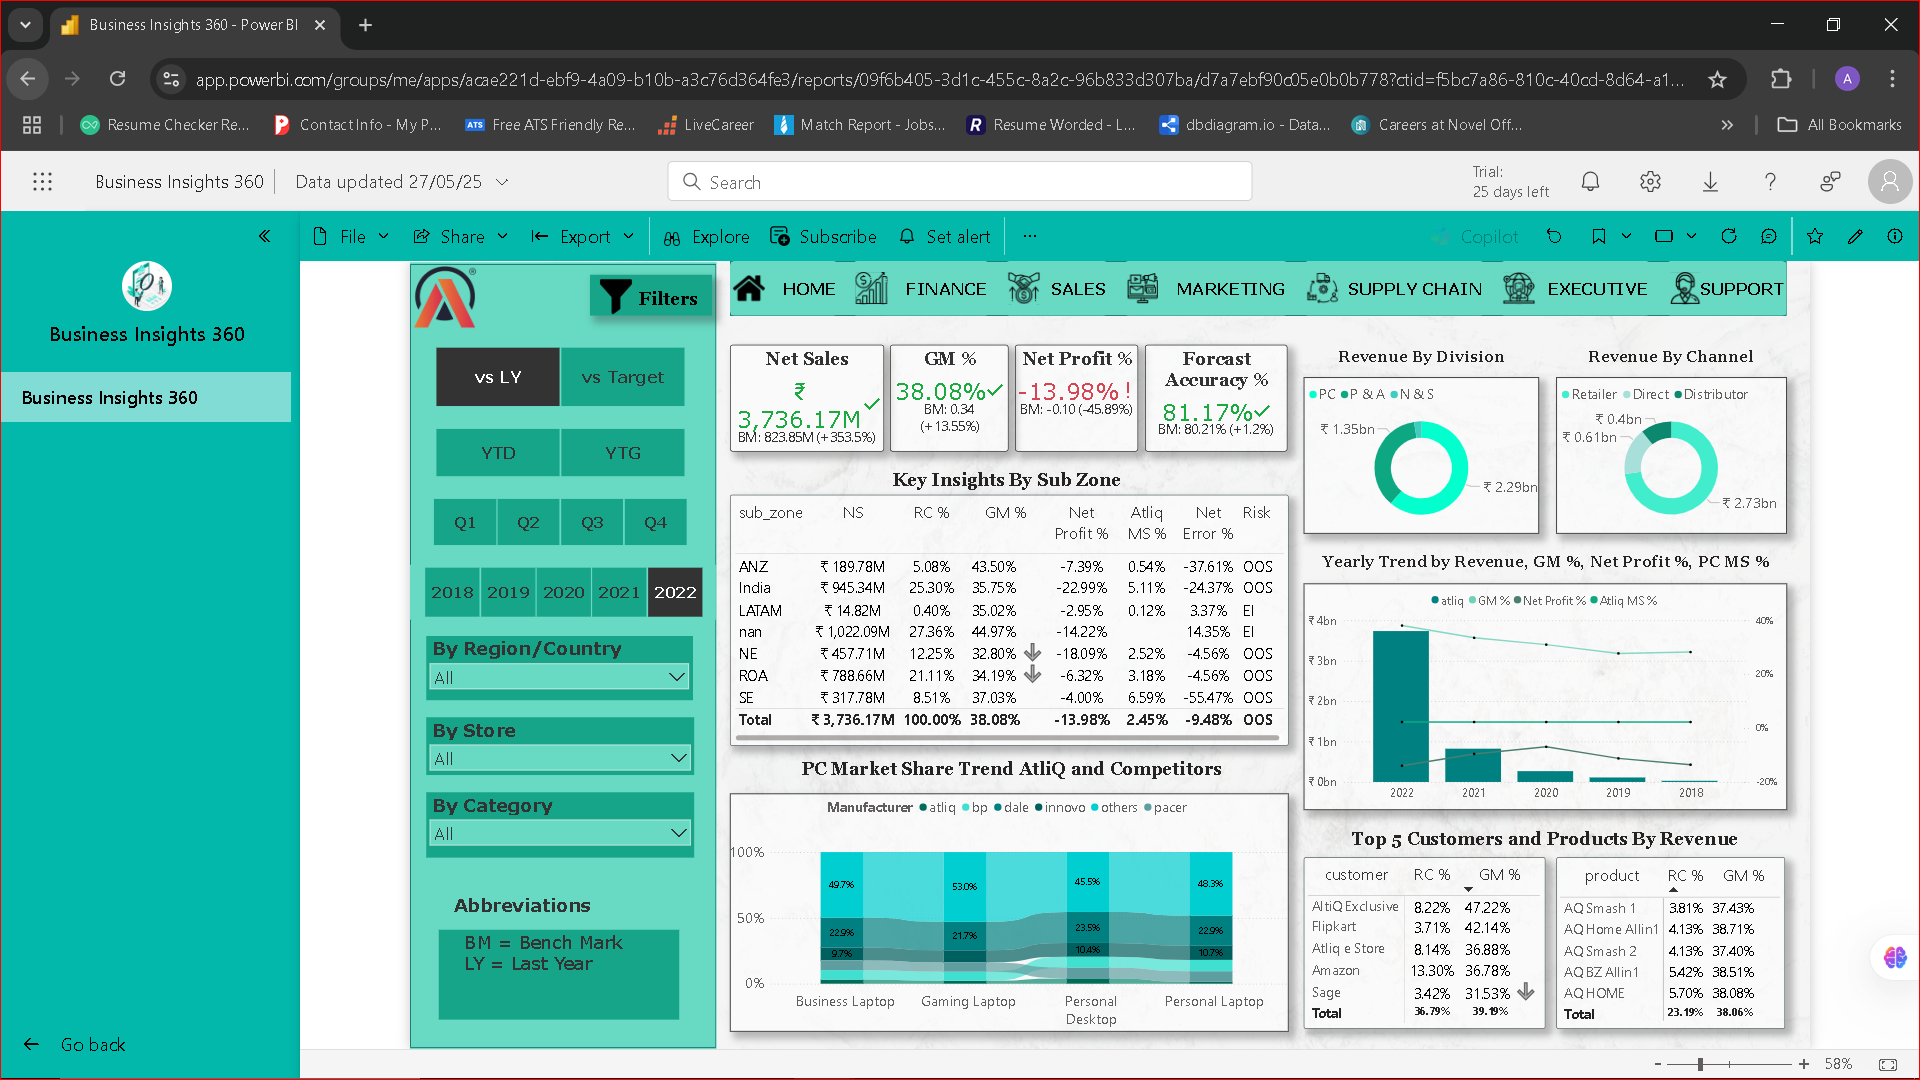 Business Insights 360 - Power BI
app.powerbi.com/groups/me/apps/acae221d-ebf9-4a09-b10b-a3c76d364fe3/reports/09f6b405-3d1c-455c-8a2c-96b833d307ba/d7a7ebf90c05e0b0b778?ctid=f5bc7a86-810c-40cd-8d64-a1...
A
Resume Checker Re...
Contact Info - My P...
ATS
Free ATS Friendly Re...
LiveCareer
Match Report - Jobs...
R
Resume Worded - L...
dbdiagram.io - Data...
Careers at Novel Off...
All Bookmarks
Business Insights 360
Data updated 27/05/25
Search
Trial:
25 days left
File
Share
Export
Explore
Subscribe
Set alert
Copilot
Business Insights 360
Business Insights 360
Go back
Filters
HOME
FINANCE
SALES
MARKETING
SUPPLY CHAIN
EXECUTIVE
SUPPORT
vs LY
vs Target
YTD
YTG
Q1 Q2 Q3 Q4
2018 2019 2020 2021 2022
By Region/Country
All
By Store
All
By Category
All
Abbreviations
BM = Bench Mark
LY = Last Year
Net Sales
₹
3,736.17M
BM: 823.85M (+353.5%)
GM %
38.08%
BM: 0.34
(+13.55%)
Net Profit %
-13.98% !
BM: -0.10 (-45.89%)
Forcast
Accuracy %
81.17%
BM: 80.21% (+1.2%)
Key Insights By Sub Zone
sub_zone NS RC % GM % Net Profit % Atliq MS % Net Error % Risk
ANZ ₹ 189.78M 5.08% 43.50% -7.39% 0.54% -37.61% OOS
India ₹ 945.34M 25.30% 35.75% -22.99% 5.11% -24.37% OOS
LATAM ₹ 14.82M 0.40% 35.02% -2.95% 0.12% 3.37% EI
nan ₹ 1,022.09M 27.36% 44.97% -14.22% 14.35% EI
NE ₹ 457.71M 12.25% 32.80% -18.09% 2.52% -4.56% OOS
ROA ₹ 788.66M 21.11% 34.19% -6.32% 3.18% -4.56% OOS
SE ₹ 317.78M 8.51% 37.03% -4.00% 6.59% -55.47% OOS
Total ₹ 3,736.17M 100.00% 38.08% -13.98% 2.45% -9.48% OOS
PC Market Share Trend AtliQ and Competitors
Manufacturer atliq bp dale innovo others pacer
100%
50%
0%
49.7% 53.0% 45.5% 48.3%
22.9% 21.7% 23.5% 22.9%
9.7% 10.4% 10.7%
Business Laptop
Gaming Laptop
Personal
Desktop
Personal Laptop
Revenue By Division
PC P & A N & S
₹ 1.35bn
₹ 2.29bn
Revenue By Channel
Retailer Direct Distributor
₹ 0.4bn
₹ 0.61bn
₹ 2.73bn
Yearly Trend by Revenue, GM %, Net Profit %, PC MS %
atliq GM % Net Profit % Atliq MS %
₹ 4bn
₹ 3bn
₹ 2bn
₹ 1bn
₹ 0bn
40%
20%
0%
-20%
2022 2021 2020 2019 2018
Top 5 Customers and Products By Revenue
customer RC % GM %
AltiQ Exclusive 8.22% 47.22%
Flipkart 3.71% 42.14%
Atliq e Store 8.14% 36.88%
Amazon 13.30% 36.78%
Sage 3.42% 31.53%
Total 36.79% 39.19%
product RC % GM %
AQ Smash 1 3.81% 37.43%
AQ Home Allin1 4.13% 38.71%
AQ Smash 2 4.13% 37.40%
AQ BZ Allin1 5.42% 38.51%
AQ HOME 5.70% 38.08%
Total 23.19% 38.06%
58%